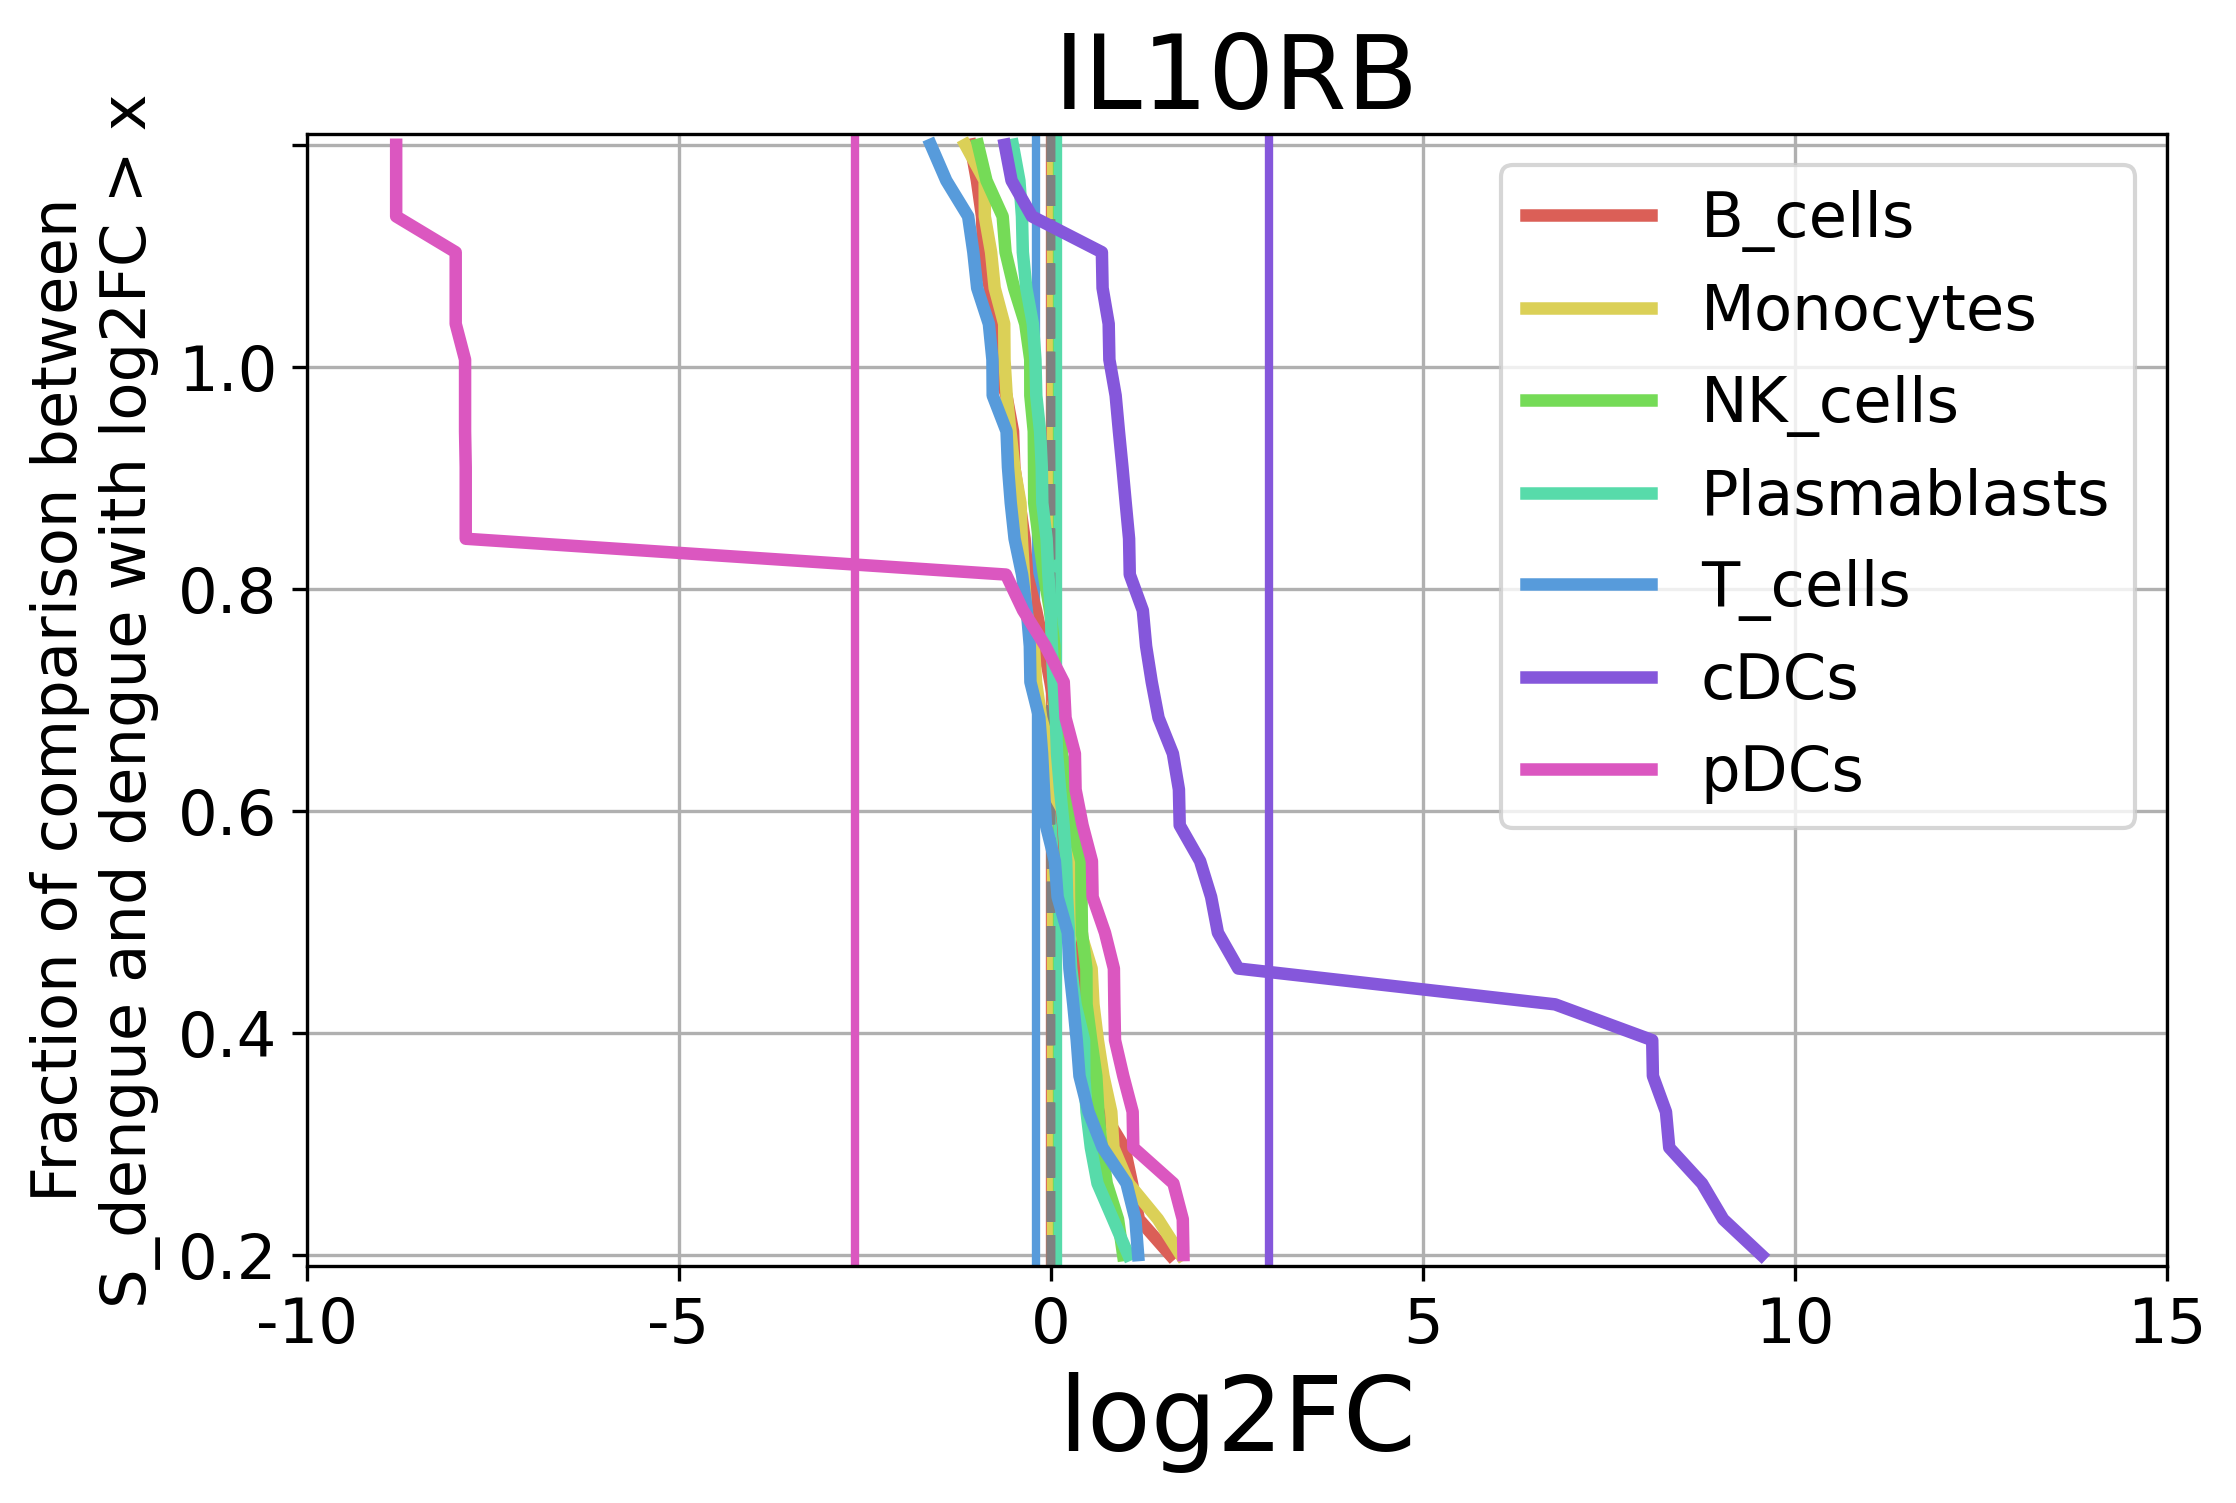 IL10RB
Fraction of comparison between
S_dengue and dengue with log2FC > x
1.0
0.8
0.6
0.4
0.2
-10
-5
0
5
10
15
log2FC
B_cells
Monocytes
NK_cells
Plasmablasts
T_cells
cDCs
pDCs